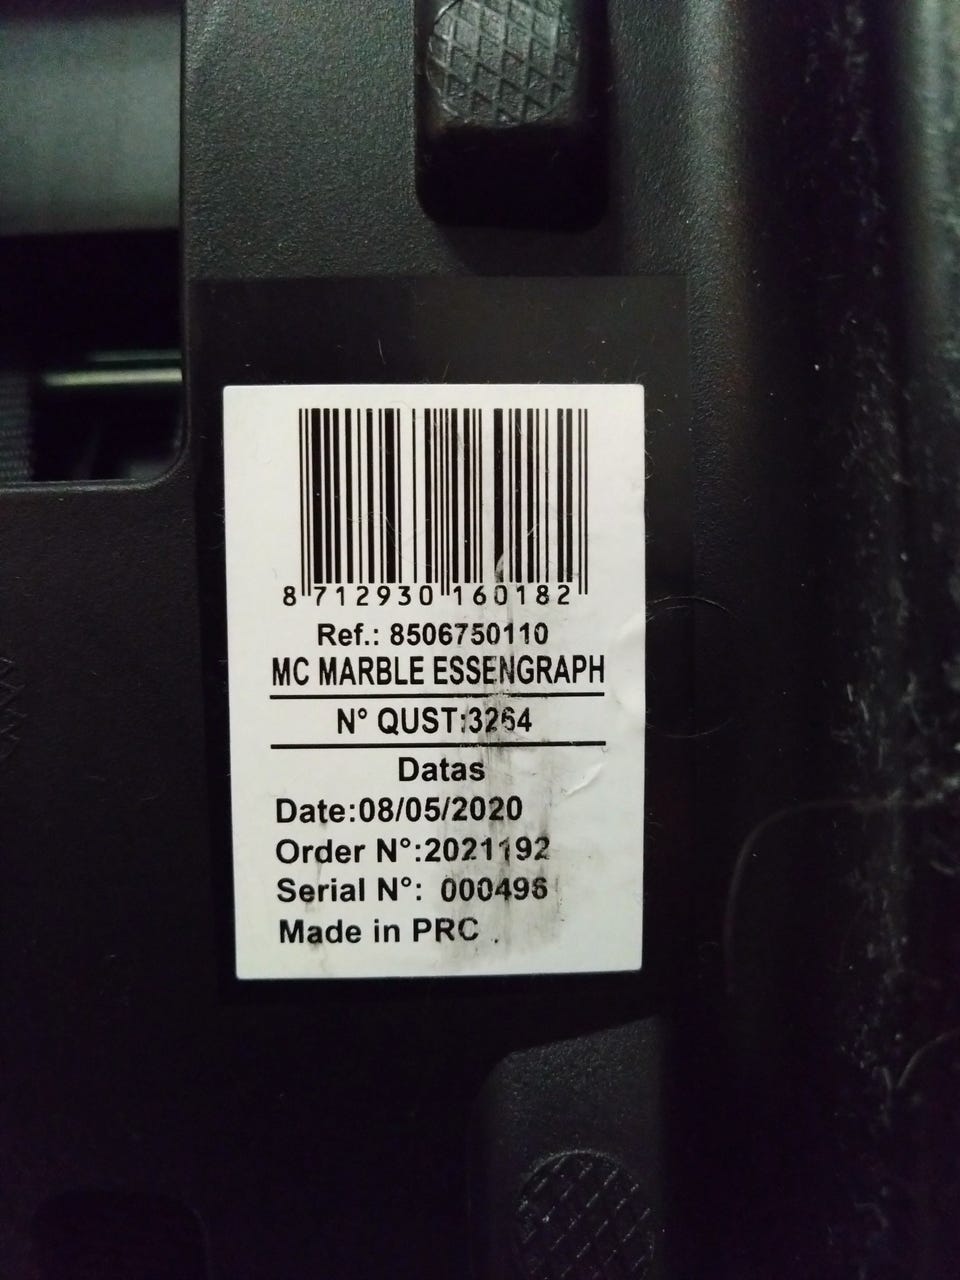 8 712930 160182
Ref.: 8506750110
MC MARBLE ESSENGRAPH
N° QUST:3264
Datas
Date:08/05/2020
Order N°:2021192
Serial N°: 000496
Made in PRC .